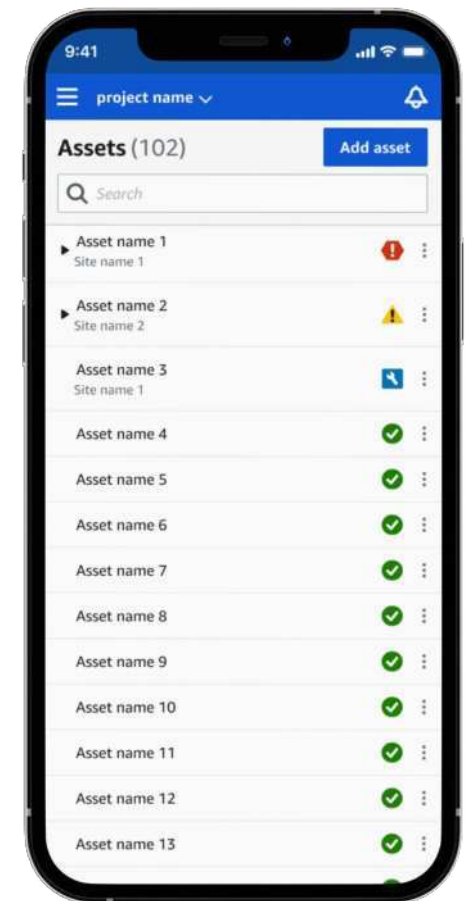 9:41
project name
Assets (102)
Add asset
Search
Asset name 1
Site name 1
Asset name 2
Site name 2
Asset name 3
Site name 1
Asset name 4
Asset name 5
Asset name 6
Asset name 7
Asset name 8
Asset name 9
Asset name 10
Asset name 11
Asset name 12
Asset name 13